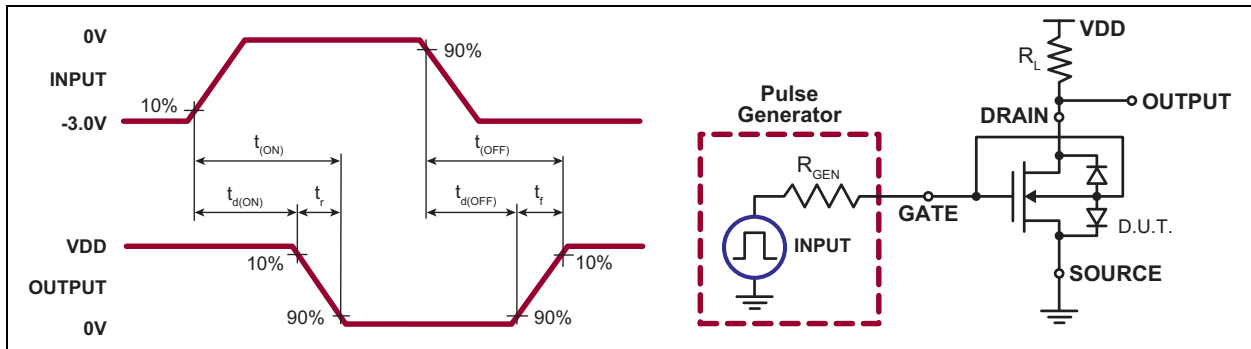 0V
INPUT
-3.0V
10%
90%
t(ON)
t(OFF)
td(ON)
tr
td(OFF)
tf
VDD
OUTPUT
0V
10%
90%
10%
90%
Pulse
Generator
RGEN
INPUT
GATE
VDD
RL
OUTPUT
DRAIN
D.U.T.
SOURCE